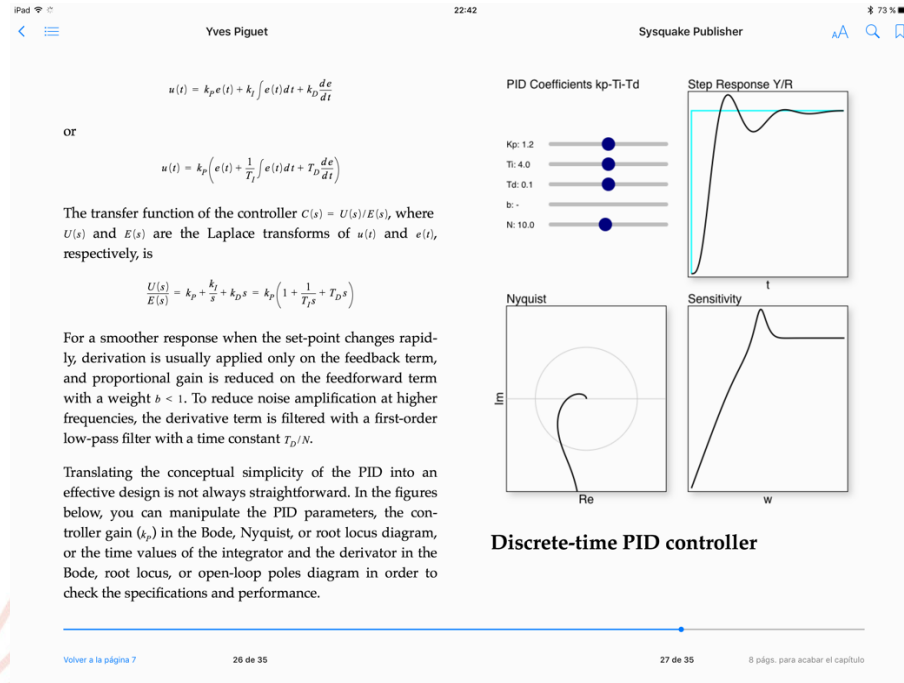 iPad 22:42 73 %
Yves Piguet
Sysquake Publisher
AA
u(t) = k_P e(t) + k_I ∫ e(t)dt + k_D de/dt
or
u(t) = k_P(e(t) + 1/T_I ∫ e(t)dt + T_D de/dt)
The transfer function of the controller C(s) = U(s)/E(s), where
U(s) and E(s) are the Laplace transforms of u(t) and e(t),
respectively, is
U(s)/E(s) = k_P + k_I/s + k_D s = k_P(1 + 1/T_I s + T_D s)
For a smoother response when the set-point changes rapid-
ly, derivation is usually applied only on the feedback term,
and proportional gain is reduced on the feedforward term
with a weight b < 1. To reduce noise amplification at higher
frequencies, the derivative term is filtered with a first-order
low-pass filter with a time constant T_D/N.
Translating the conceptual simplicity of the PID into an
effective design is not always straightforward. In the figures
below, you can manipulate the PID parameters, the con-
troller gain (k_p) in the Bode, Nyquist, or root locus diagram,
or the time values of the integrator and the derivator in the
Bode, root locus, or open-loop poles diagram in order to
check the specifications and performance.
PID Coefficients kp-Ti-Td
Kp: 1.2
Ti: 4.0
Td: 0.1
b: -
N: 10.0
Step Response Y/R
t
Nyquist
Im
Re
Sensitivity
w
Discrete-time PID controller
Volver a la página 7
26 de 35
27 de 35
8 págs. para acabar el capítulo